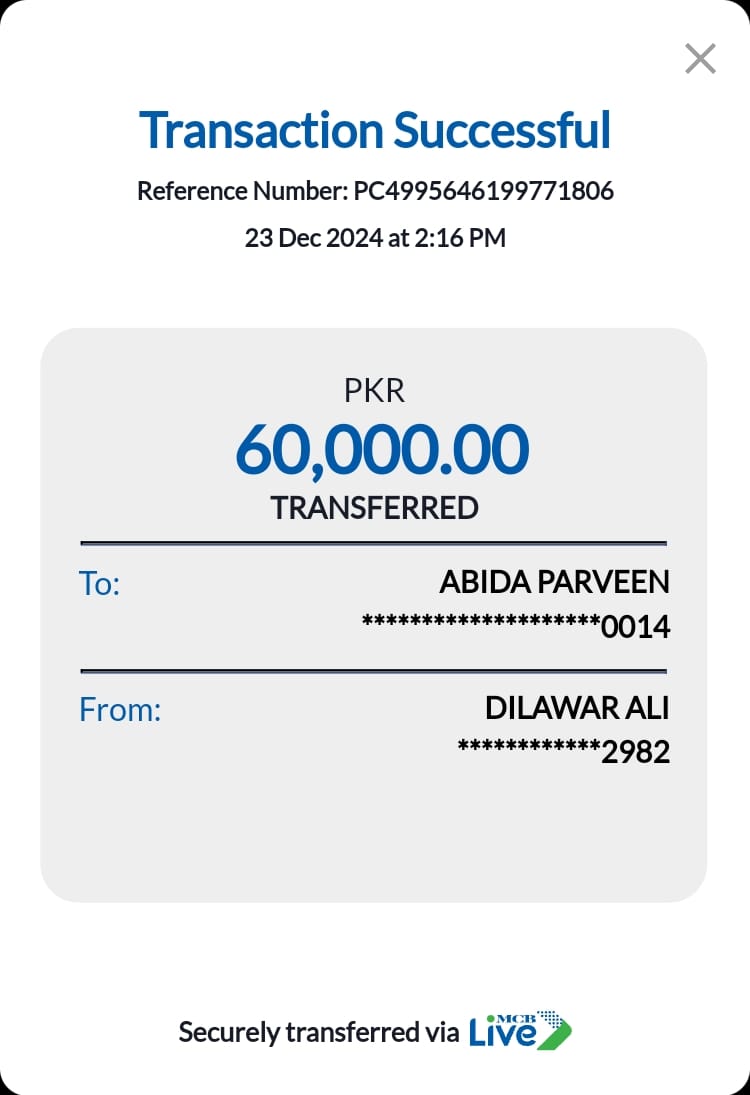 Transaction Successful
Reference Number: PC4995646199771806
23 Dec 2024 at 2:16 PM
PKR
60,000.00
TRANSFERRED
To:
ABIDA PARVEEN
********************0014
From:
DILAWAR ALI
************2982
Securely transferred via MCB Live